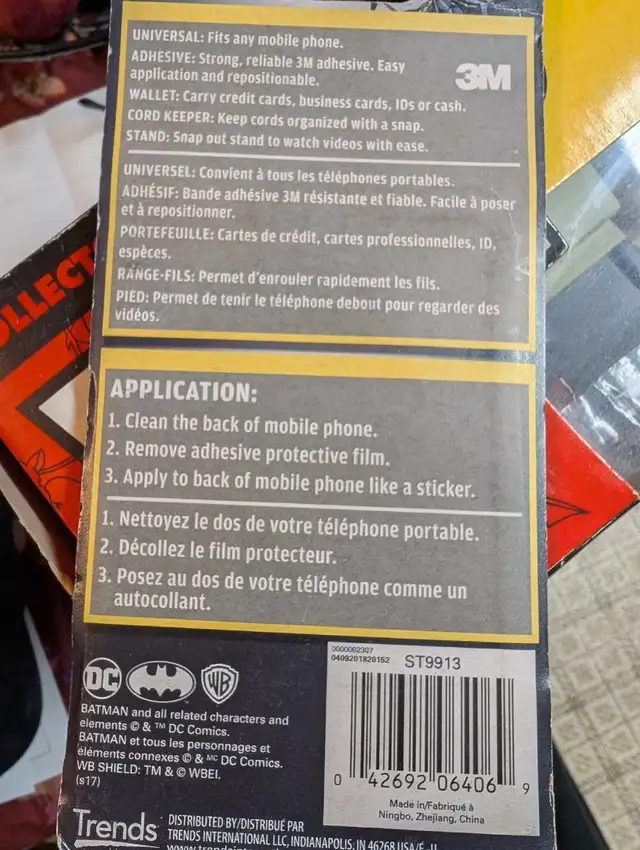 UNIVERSAL: Fits any mobile phone.
ADHESIVE: Strong, reliable 3M adhesive. Easy
application and repositionable.
3M
WALLET: Carry credit cards, business cards, IDs or cash.
CORD KEEPER: Keep cords organized with a snap.
STAND: Snap out stand to watch videos with ease.
UNIVERSEL: Convient à tous les téléphones portables.
ADHÉSIF: Bande adhésive 3M résistante et fiable. Facile à poser
et à repositionner.
PORTEFEUILLE: Cartes de crédit, cartes professionnelles, ID,
espèces.
RANGE-FILS: Permet d'enrouler rapidement les fils.
PIED: Permet de tenir le téléphone debout pour regarder des
vidéos.
APPLICATION:
1. Clean the back of mobile phone.
2. Remove adhesive protective film.
3. Apply to back of mobile phone like a sticker.
1. Nettoyez le dos de votre téléphone portable.
2. Décollez le film protecteur.
3. Posez au dos de votre téléphone comme un
autocollant.
DC
WB
BATMAN and all related characters and
elements © & ™ DC Comics.
BATMAN et tous les personnages et
éléments connexes © & MC DC Comics.
WB SHIELD: TM & © WBEI.
(s17)
0000002307
0409201820152
ST9913
0 42692 06406 9
Made in/Fabriqué à
Ningbo, Zhejiang, China
Trends
DISTRIBUTED BY/DISTRIBUÉ PAR
TRENDS INTERNATIONAL LLC, INDIANAPOLIS, IN 46268 USA/É.-U.